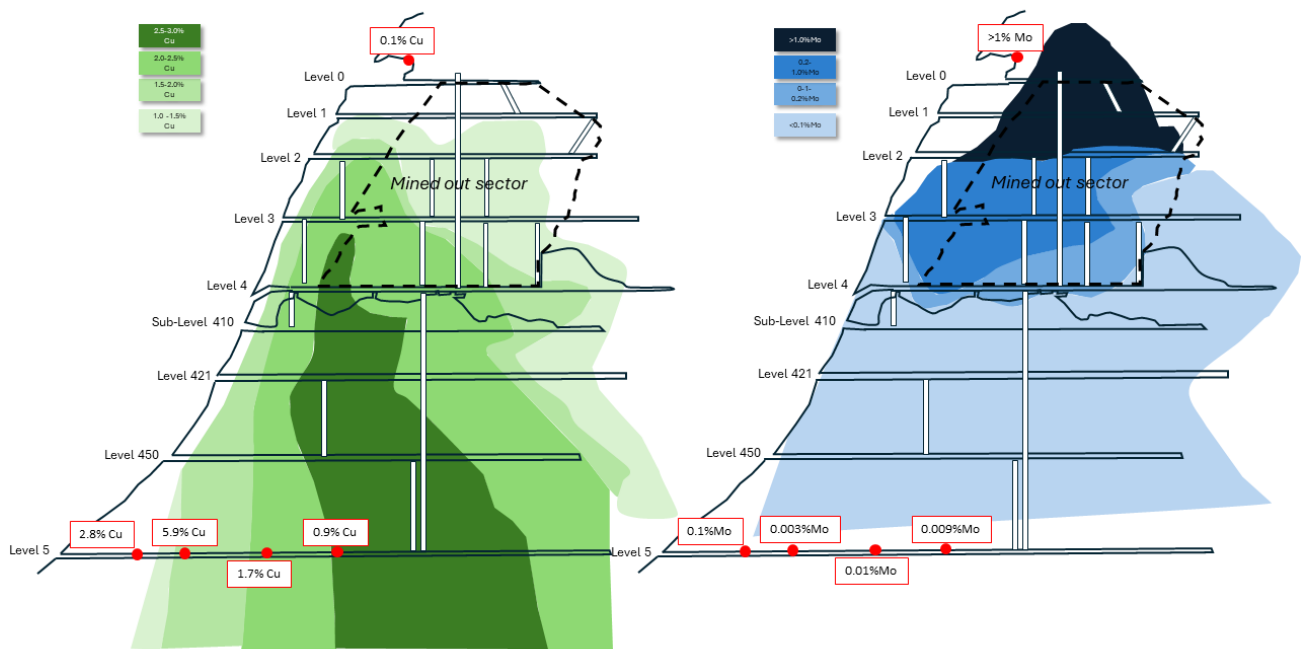 2.5-3.0%
Cu
2.0-2.5%
Cu
1.5-2.0%
Cu
1.0 -1.5%
Cu
0.1% Cu
Level 0
Level 1
Level 2
Mined out sector
Level 3
Level 4
Sub-Level 410
Level 421
Level 450
2.8% Cu
5.9% Cu
0.9% Cu
Level 5
1.7% Cu
>1.0%Mo
0.2-
1.0%Mo
0-1-
0.2%Mo
<0.1%Mo
>1% Mo
Level 0
Level 1
Level 2
Mined out sector
Level 3
Level 4
Sub-Level 410
Level 421
Level 450
0.1%Mo
0.003%Mo
0.009%Mo
Level 5
0.01%Mo